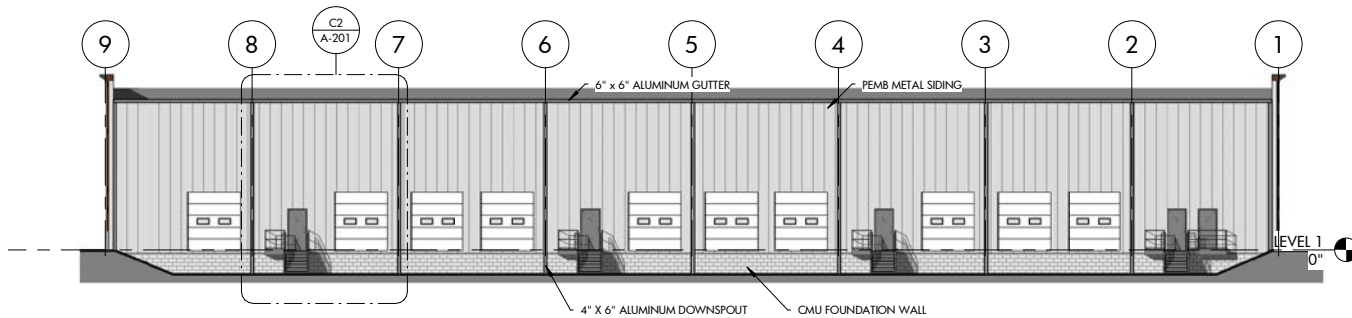 C2
A-201
9
8
7
6
5
4
3
2
1
6" x 6" ALUMINUM GUTTER
PEMB METAL SIDING
LEVEL 1
0"
4" X 6" ALUMINUM DOWNSPOUT
CMU FOUNDATION WALL